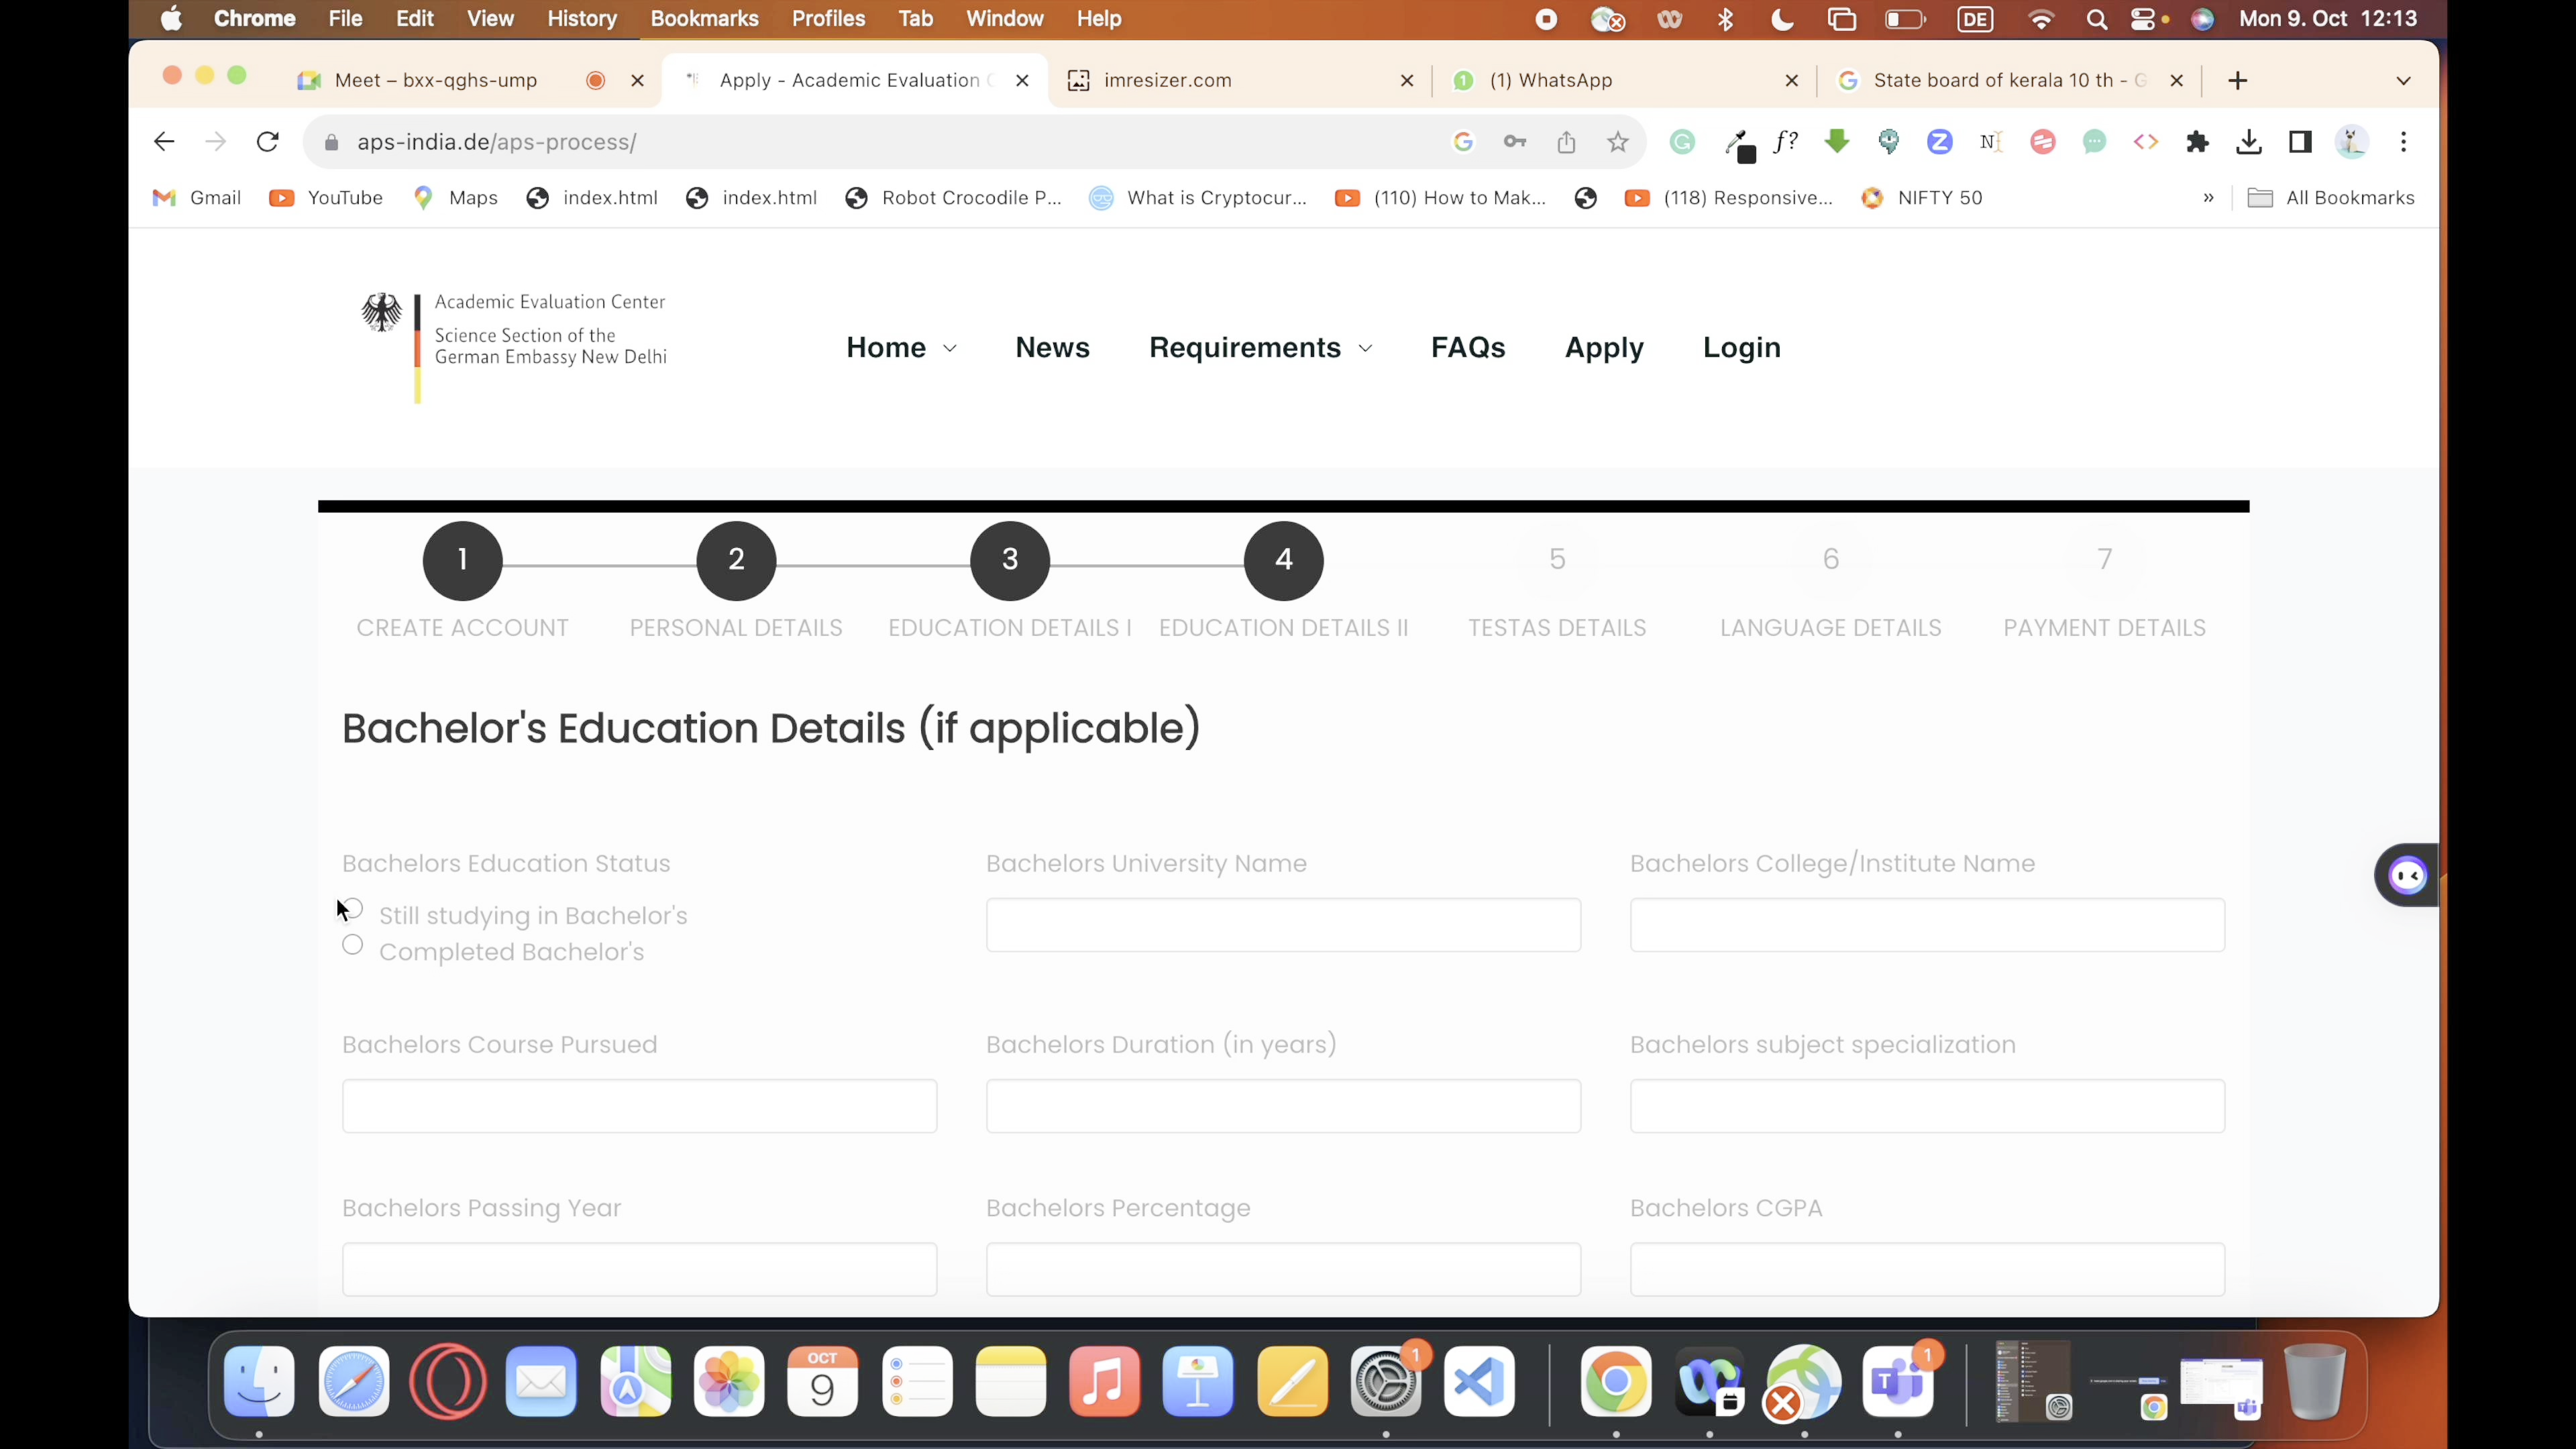 Chrome File Edit View History Bookmarks Profiles Tab Window Help DE Mon 9. Oct 12:13
Meet – bxx-qghs-ump Apply - Academic Evaluation C imresizer.com 1 (1) WhatsApp State board of kerala 10 th - G
aps-india.de/aps-process/
Gmail YouTube Maps index.html index.html Robot Crocodile P... What is Cryptocur... (110) How to Mak... (118) Responsive... NIFTY 50 » All Bookmarks
Academic Evaluation Center
Science Section of the
German Embassy New Delhi
Home News Requirements FAQs Apply Login
1 2 3 4 5 6 7
CREATE ACCOUNT PERSONAL DETAILS EDUCATION DETAILS I EDUCATION DETAILS II TESTAS DETAILS LANGUAGE DETAILS PAYMENT DETAILS
Bachelor's Education Details (if applicable)
Bachelors Education Status Bachelors University Name Bachelors College/Institute Name
Still studying in Bachelor's
Completed Bachelor's
Bachelors Course Pursued Bachelors Duration (in years) Bachelors subject specialization
Bachelors Passing Year Bachelors Percentage Bachelors CGPA
OCT
9
1
1